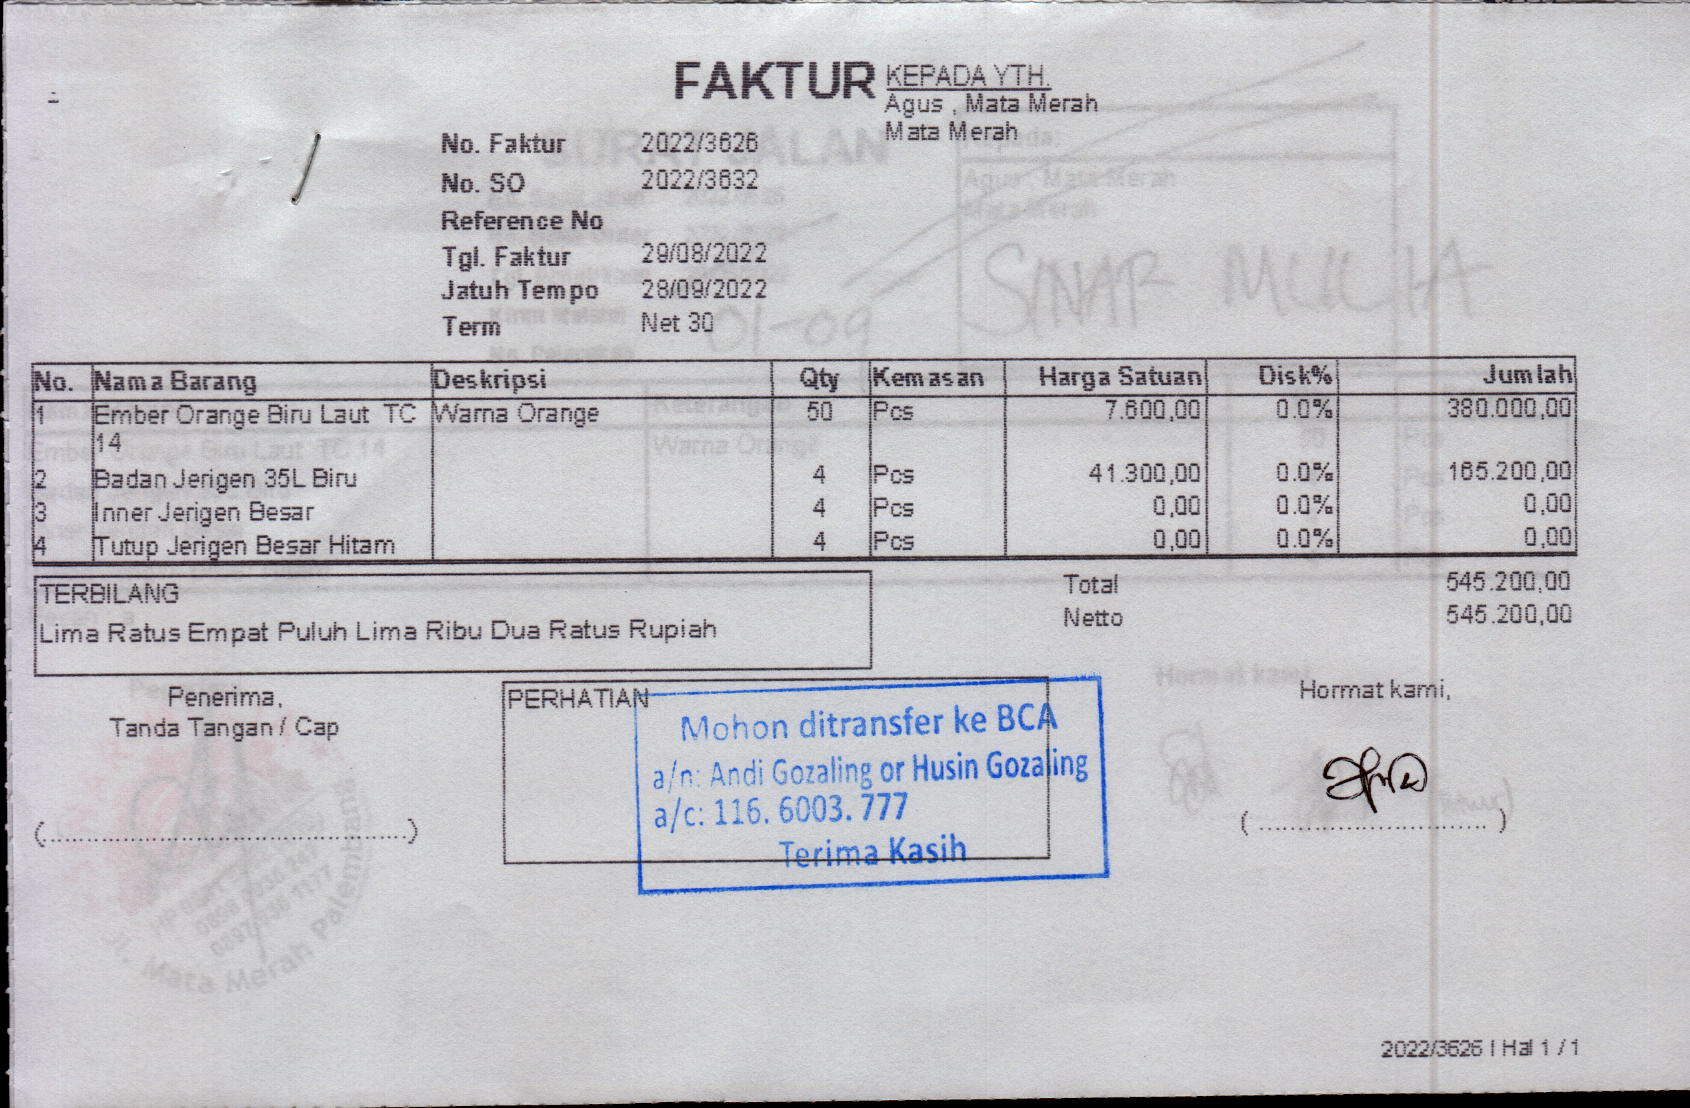 FAKTUR
KEPADA YTH.
Agus , Mata Merah
Mata Merah
No. Faktur 2022/3626
No. SO 2022/3632
Reference No
Tgl. Faktur 29/08/2022
Jatuh Tempo 28/09/2022
Term Net 30
SINAR MULIA
01-09
No. Nama Barang Deskripsi Qty Kemasan Harga Satuan Disk% Jumlah
1 Ember Orange Biru Laut TC Warna Orange 50 Pcs 7.600,00 0.0% 380.000,00
14
2 Badan Jerigen 35L Biru 4 Pcs 41.300,00 0.0% 165.200,00
3 Inner Jerigen Besar 4 Pcs 0,00 0.0% 0,00
4 Tutup Jerigen Besar Hitam 4 Pcs 0,00 0.0% 0,00
TERBILANG
Lima Ratus Empat Puluh Lima Ribu Dua Ratus Rupiah
Total 545.200,00
Netto 545.200,00
Penerima,
Tanda Tangan / Cap
(....................................................)
PERHATIAN
Mohon ditransfer ke BCA
a/n: Andi Gozaling or Husin Gozaling
a/c: 116. 6003. 777
Terima Kasih
Hormat kami,
( ................................ )
Jl. Mata Merah Palembang
2022/3626 | Hal 1 / 1